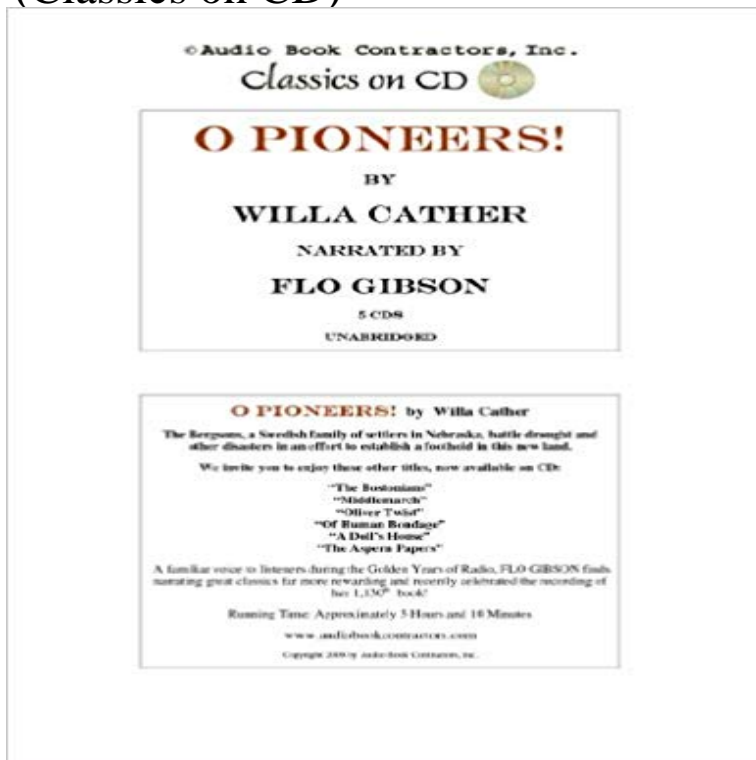 (Classics on CD)
©Audio Book Contractors, Inc.
Classics on CD
O PIONEERS!
BY
WILLA CATHER
NARRATED BY
FLO GIBSON
5 CDS
UNABRIDGED
O PIONEERS! by Willa Cather
The Bergsons, a Swedish family of settlers in Nebraska, battle drought and
other disasters in an effort to establish a foothold in this new land.
We invite you to enjoy these other titles, now available on CD:
"The Bostonians"
"Middlemarch"
"Oliver Twist"
"Of Human Bondage"
"A Doll's House"
"The Aspern Papers"
A familiar voice to listeners during the Golden Years of Radio, FLO GIBSON finds
narrating great classics far more rewarding and recently celebrated the recording of
her 1,130th book!
Running Time: Approximately 5 Hours and 10 Minutes
www.audiobookcontractors.com
Copyright by Audio Book Contractors, Inc.